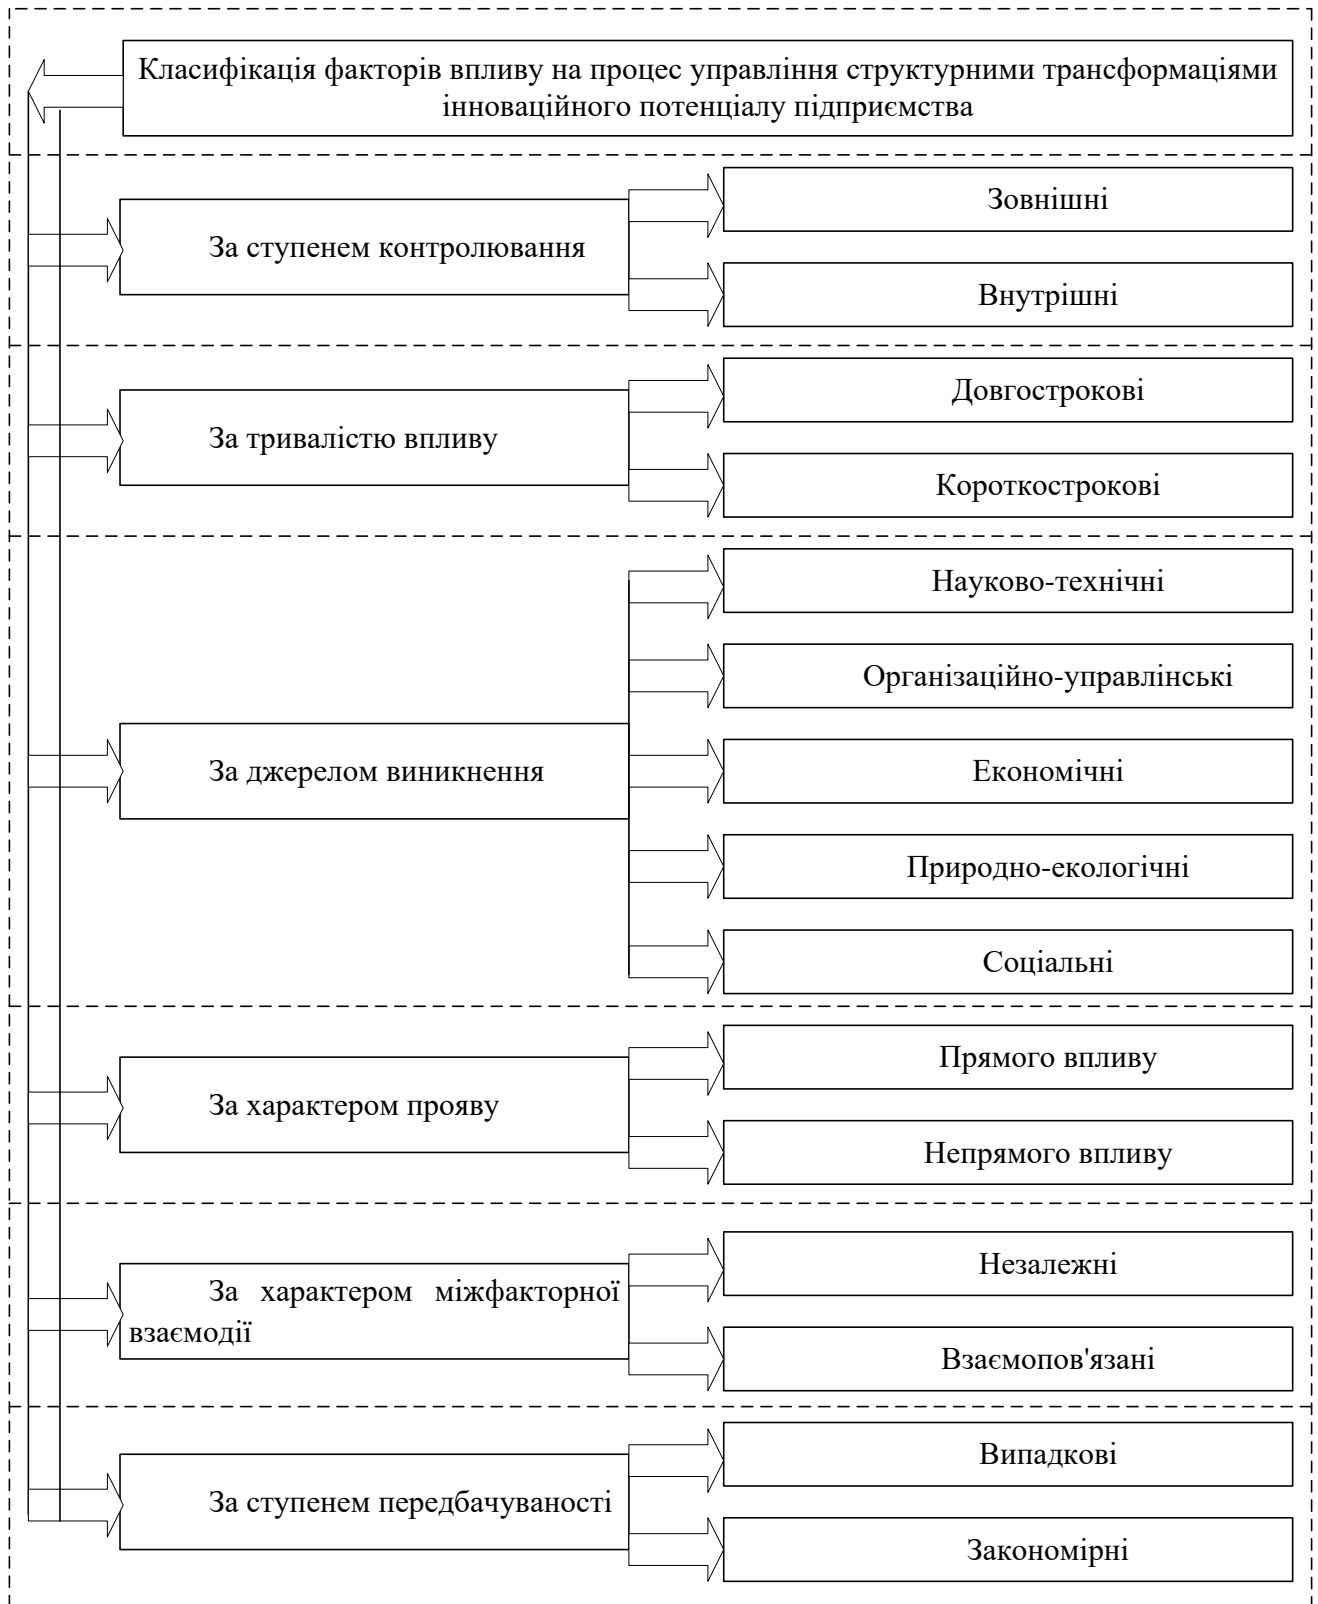 Класифікація факторів впливу на процес управління структурними трансформаціями
інноваційного потенціалу підприємства
За ступенем контролювання
Зовнішні
Внутрішні
За тривалістю впливу
Довгострокові
Короткострокові
За джерелом виникнення
Науково-технічні
Організаційно-управлінські
Економічні
Природно-екологічні
Соціальні
За характером прояву
Прямого впливу
Непрямого впливу
За характером міжфакторної
взаємодії
Незалежні
Взаємопов'язані
За ступенем передбачуваності
Випадкові
Закономірні